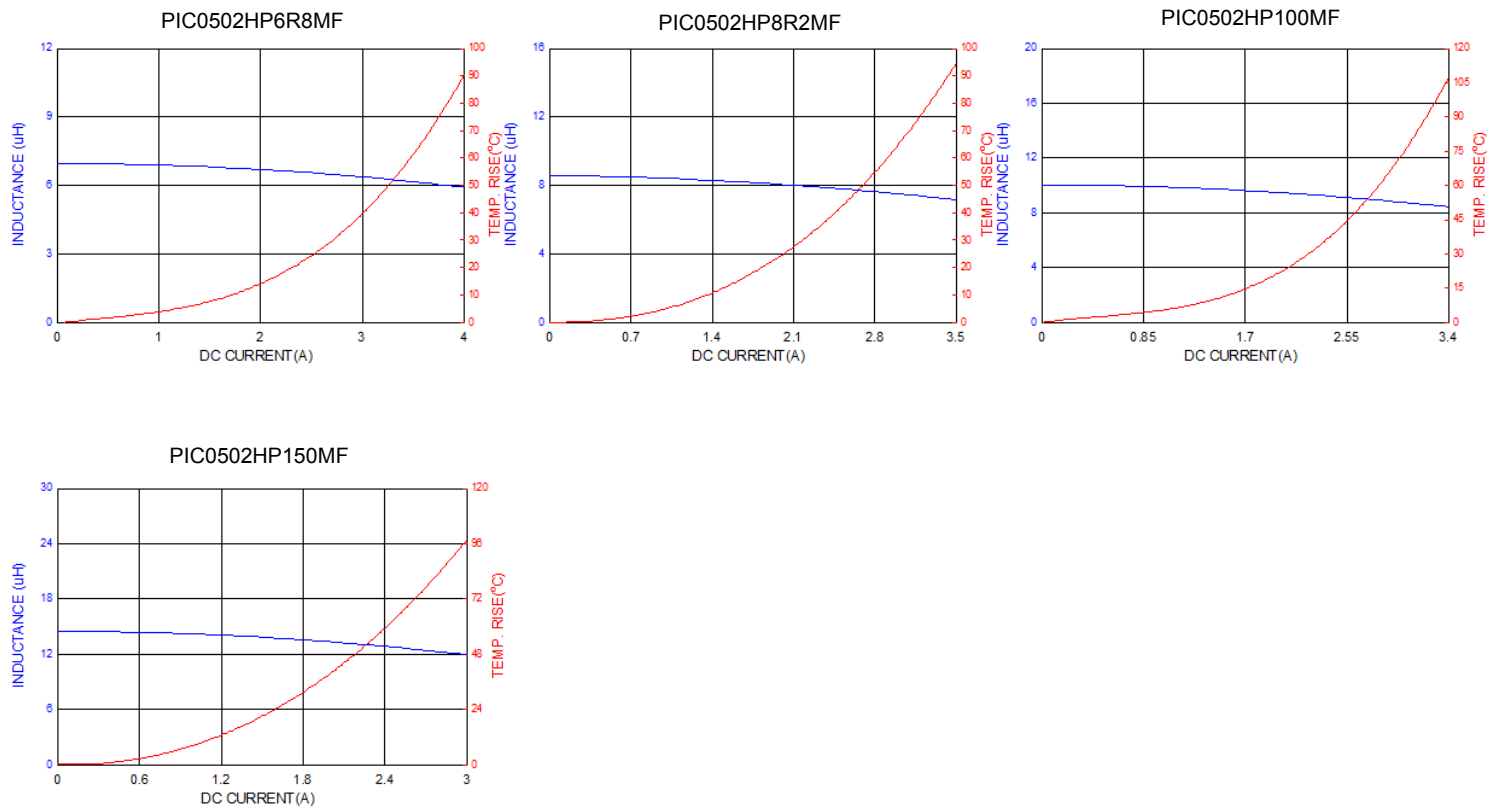 PIC0502HP6R8MF
PIC0502HP8R2MF
PIC0502HP100MF
INDUCTANCE (uH)
12
9
6
3
0
100
90
80
70
60
50
40
30
20
10
0
TEMP. RISE(°C)
0 1 2 3 4
DC CURRENT(A)
INDUCTANCE (uH)
16
12
8
4
0
100
90
80
70
60
50
40
30
20
10
0
TEMP. RISE(°C)
0 0.7 1.4 2.1 2.8 3.5
DC CURRENT(A)
INDUCTANCE (uH)
20
16
12
8
4
0
120
105
90
75
60
45
30
15
0
TEMP. RISE(°C)
0 0.85 1.7 2.55 3.4
DC CURRENT(A)
PIC0502HP150MF
INDUCTANCE (uH)
30
24
18
12
6
0
120
96
72
48
24
0
TEMP. RISE(°C)
0 0.6 1.2 1.8 2.4 3
DC CURRENT(A)